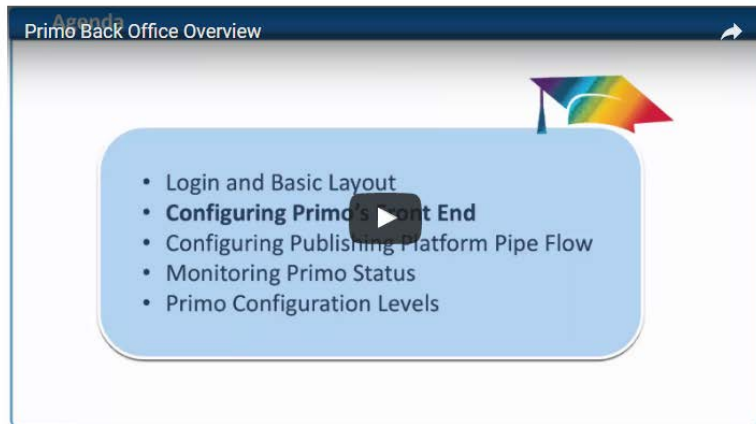 Agenda
Primo Back Office Overview
• Login and Basic Layout
• Configuring Primo's Front End
• Configuring Publishing Platform Pipe Flow
• Monitoring Primo Status
• Primo Configuration Levels